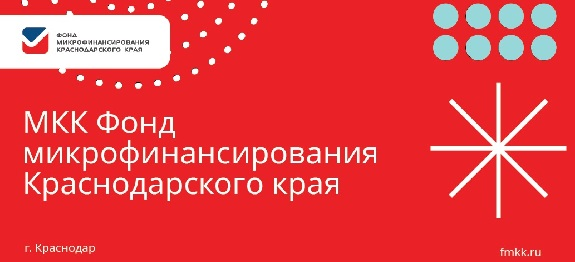 ФОНД
МИКРОФИНАНСИРОВАНИЯ
КРАСНОДАРСКОГО КРАЯ
МКК Фонд
микрофинансирования
Краснодарского края
г. Краснодар
fmkk.ru